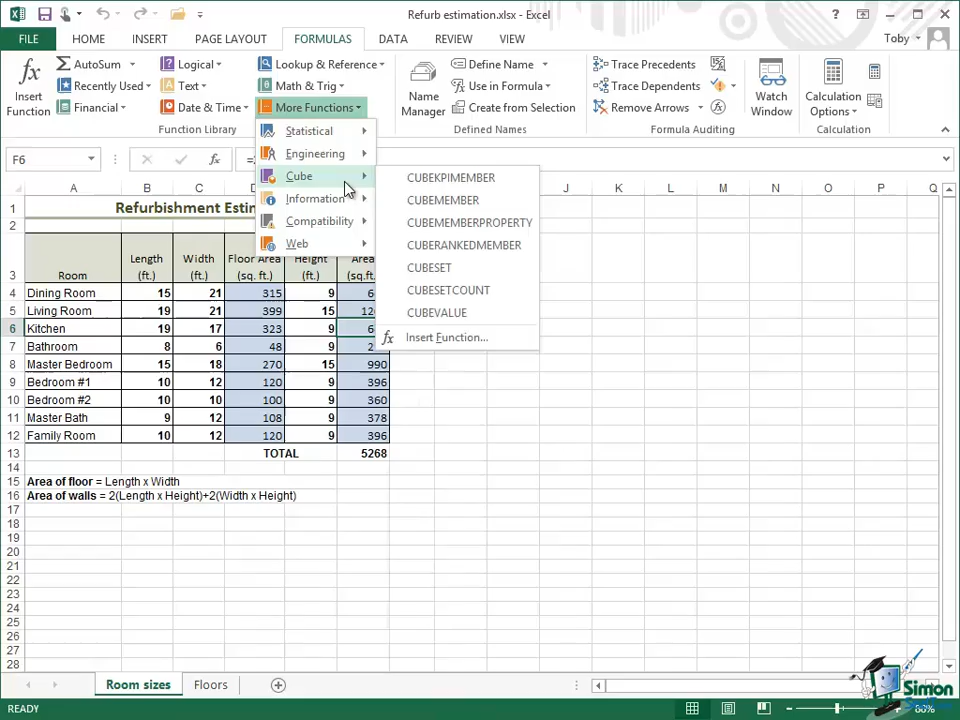 Refurb estimation.xlsx - Excel
FILE HOME INSERT PAGE LAYOUT FORMULAS DATA REVIEW VIEW Toby
Insert Function
AutoSum
Recently Used
Financial
Logical
Text
Date & Time
Lookup & Reference
Math & Trig
More Functions
Function Library
Name Manager
Define Name
Use in Formula
Create from Selection
Defined Names
Trace Precedents
Trace Dependents
Remove Arrows
Formula Auditing
Watch Window
Calculation Options
Calculation
Statistical
Engineering
Cube
Information
Compatibility
Web
CUBEKPIMEMBER
CUBEMEMBER
CUBEMEMBERPROPERTY
CUBERANKEDMEMBER
CUBESET
CUBESETCOUNT
CUBEVALUE
fx Insert Function...
F6 fx
A B C J K L M N O P Q
1 Refurbishment
2
3 Room Length (ft.) Width (ft.) Floor Area (sq. ft.) Height (ft.)
4 Dining Room 15 21 315 9
5 Living Room 19 21 399 15
6 Kitchen 19 17 323 9
7 Bathroom 8 6 48 9
8 Master Bedroom 15 18 270 15 990
9 Bedroom #1 10 12 120 9 396
10 Bedroom #2 10 10 100 9 360
11 Master Bath 9 12 108 9 378
12 Family Room 10 12 120 9 396
13 TOTAL 5268
14
15 Area of floor = Length x Width
16 Area of walls = 2(Length x Height)+2(Width x Height)
17
18
19
20
21
22
23
24
25
26
27
28
Room sizes Floors
READY
Simon